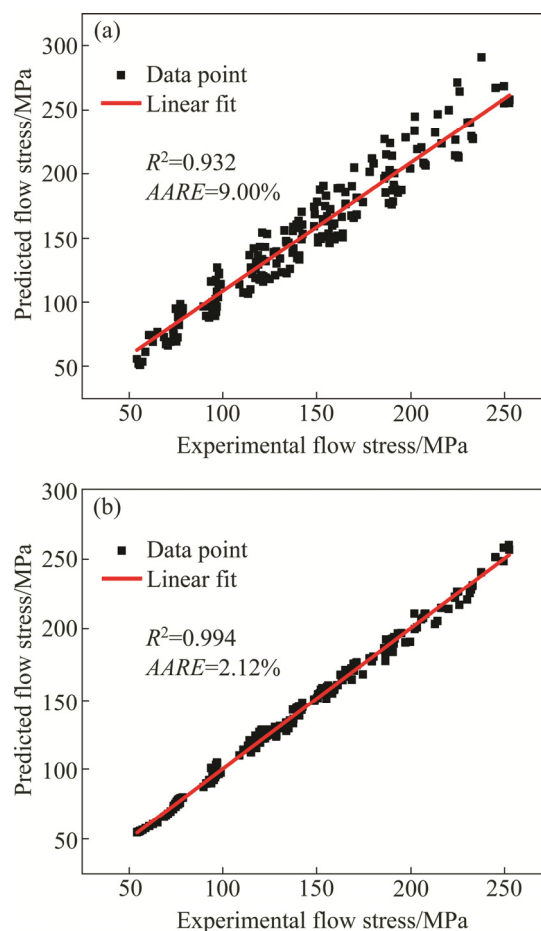 (a)
300
Data point
Linear fit
250
R²=0.932
AARE=9.00%
200
150
100
50
Predicted flow stress/MPa
50 100 150 200 250
Experimental flow stress/MPa
300
(b)
Data point
Linear fit
250
R²=0.994
AARE=2.12%
200
150
100
50
Predicted flow stress/MPa
50 100 150 200 250
Experimental flow stress/MPa